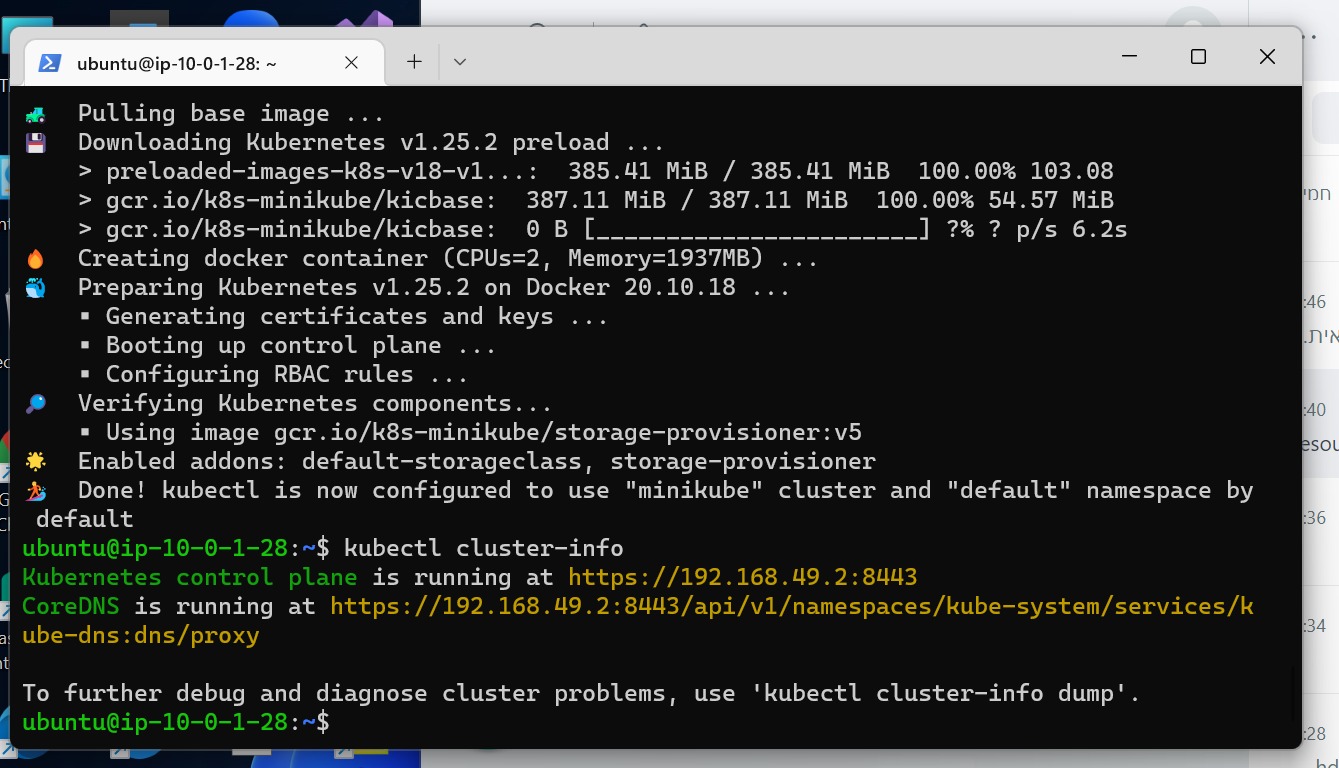 ubuntu@ip-10-0-1-28: ~
Pulling base image ...
Downloading Kubernetes v1.25.2 preload ...
> preloaded-images-k8s-v18-v1...:  385.41 MiB / 385.41 MiB  100.00% 103.08
> gcr.io/k8s-minikube/kicbase:  387.11 MiB / 387.11 MiB  100.00% 54.57 MiB
> gcr.io/k8s-minikube/kicbase:  0 B [_______________________] ?% ? p/s 6.2s
Creating docker container (CPUs=2, Memory=1937MB) ...
Preparing Kubernetes v1.25.2 on Docker 20.10.18 ...
▪ Generating certificates and keys ...
▪ Booting up control plane ...
▪ Configuring RBAC rules ...
Verifying Kubernetes components...
▪ Using image gcr.io/k8s-minikube/storage-provisioner:v5
Enabled addons: default-storageclass, storage-provisioner
Done! kubectl is now configured to use "minikube" cluster and "default" namespace by
default
ubuntu@ip-10-0-1-28:~$ kubectl cluster-info
Kubernetes control plane is running at https://192.168.49.2:8443
CoreDNS is running at https://192.168.49.2:8443/api/v1/namespaces/kube-system/services/k
ube-dns:dns/proxy
To further debug and diagnose cluster problems, use 'kubectl cluster-info dump'.
ubuntu@ip-10-0-1-28:~$
:46
:40
:36
:34
:28